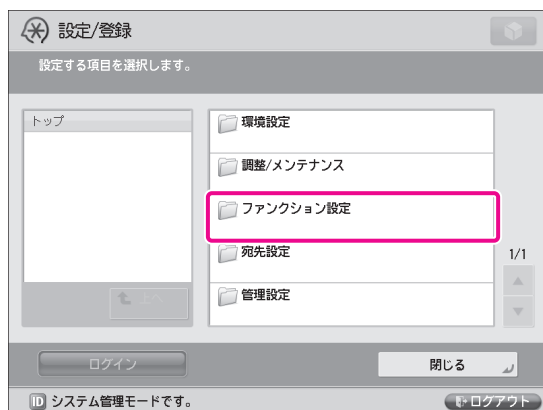 設定/登録
設定する項目を選択します。
トップ
環境設定
調整/メンテナンス
ファンクション設定
宛先設定
1/1
管理設定
上へ
ログイン
閉じる
ID システム管理モードです。
ログアウト